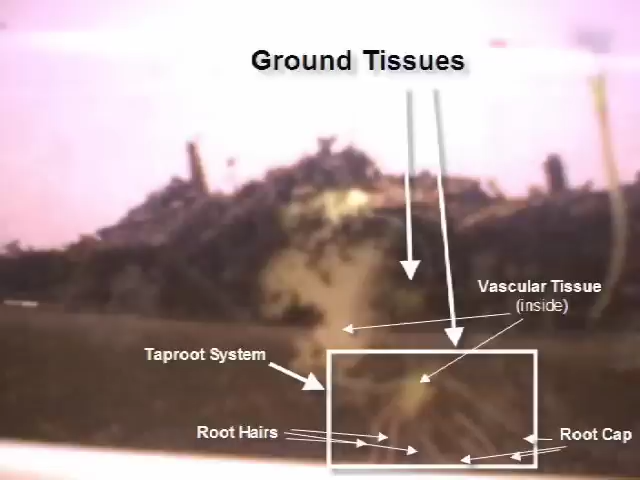 Ground Tissues
Vascular Tissue
(inside)
Taproot System
Root Hairs
Root Cap